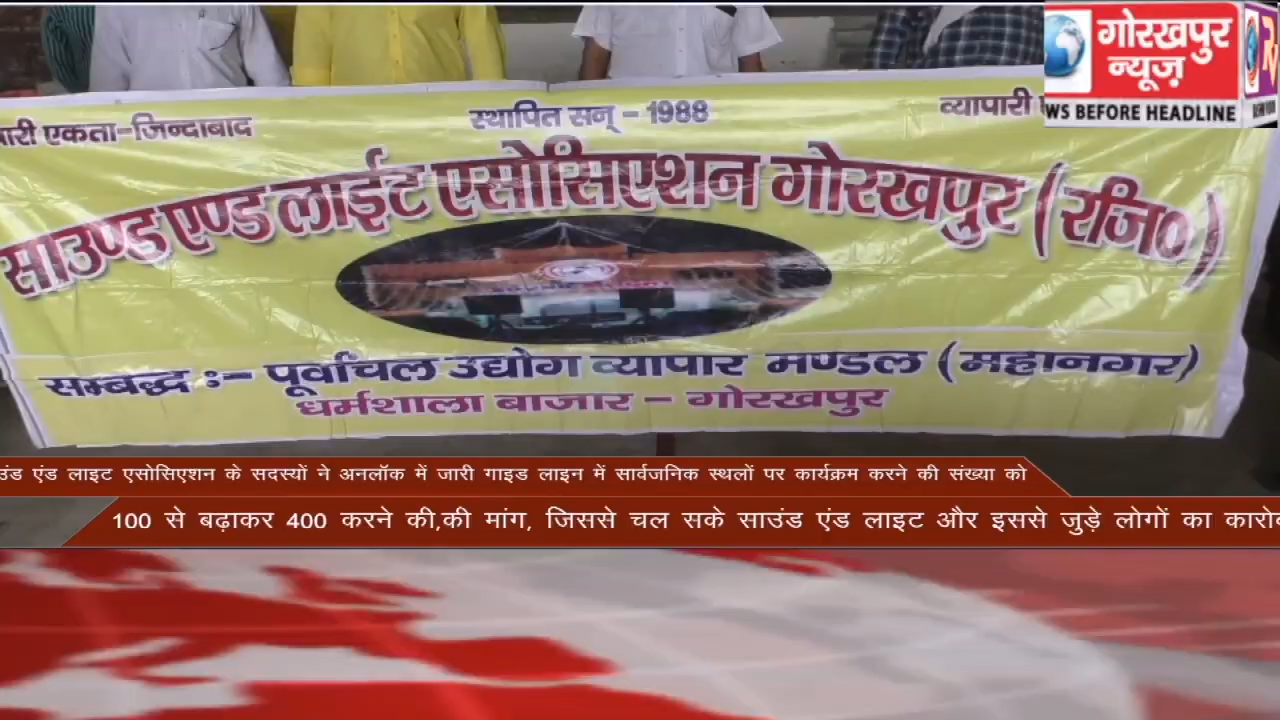 गोरखपुर
न्यूज़
WS BEFORE HEADLINE
एकता-जिन्दाबाद
स्थापित सन् - 1988
व्यापारी
साउण्ड एण्ड लाईट एसोसिएशन गोरखपुर (रजि०)
सम्बद्ध :- पूर्वांचल उद्योग व्यापार मण्डल (महानगर)
धर्मशाला बाजार - गोरखपुर
उंड एंड लाइट एसोसिएशन के सदस्यों ने अनलॉक में जारी गाइड लाइन में सार्वजनिक स्थलों पर कार्यक्रम करने की संख्या को
100 से बढ़ाकर 400 करने की,की मांग, जिससे चल सके साउंड एंड लाइट और इससे जुड़े लोगों का